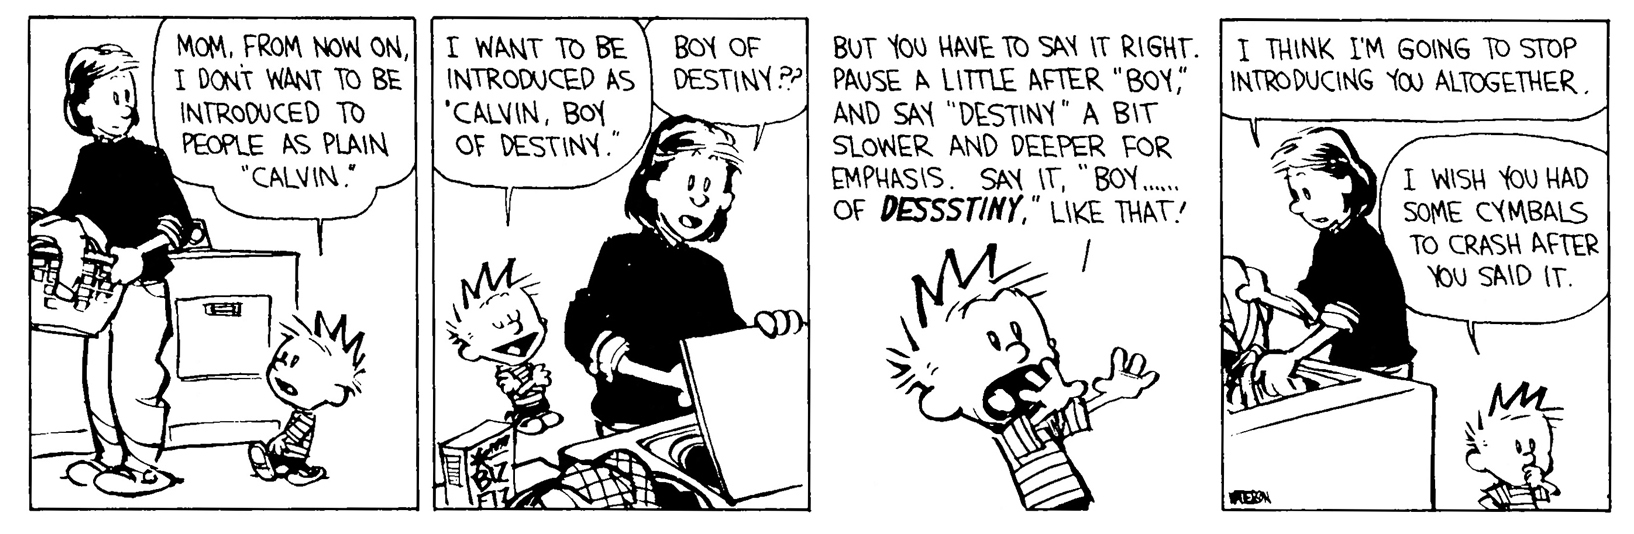 MOM, FROM NOW ON,
I DON'T WANT TO BE
INTRODUCED TO
PEOPLE AS PLAIN
"CALVIN."
I WANT TO BE
INTRODUCED AS
"CALVIN, BOY
OF DESTINY."
BOY OF
DESTINY??
BIZ
BUT YOU HAVE TO SAY IT RIGHT.
PAUSE A LITTLE AFTER "BOY,"
AND SAY "DESTINY" A BIT
SLOWER AND DEEPER FOR
EMPHASIS. SAY IT, "BOY......
OF DESSSTINY," LIKE THAT!
I THINK I'M GOING TO STOP
INTRODUCING YOU ALTOGETHER.
I WISH YOU HAD
SOME CYMBALS
TO CRASH AFTER
YOU SAID IT.
WATTERSON